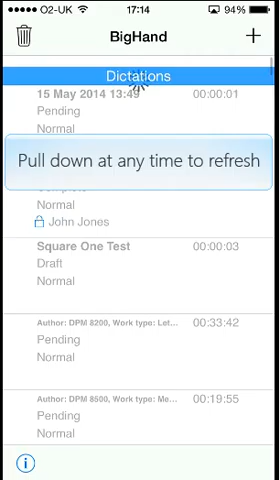 O2-UK 17:14 94%
BigHand
Dictations
15 May 2014 13:49 00:00:01
Pending
Normal
Pull down at any time to refresh
Normal
John Jones
Square One Test 00:00:03
Draft
Normal
Author: DPM 8200, Work type: Let... 00:33:42
Pending
Normal
Author: DPM 8500, Work type: Me... 00:19:55
Pending
Normal